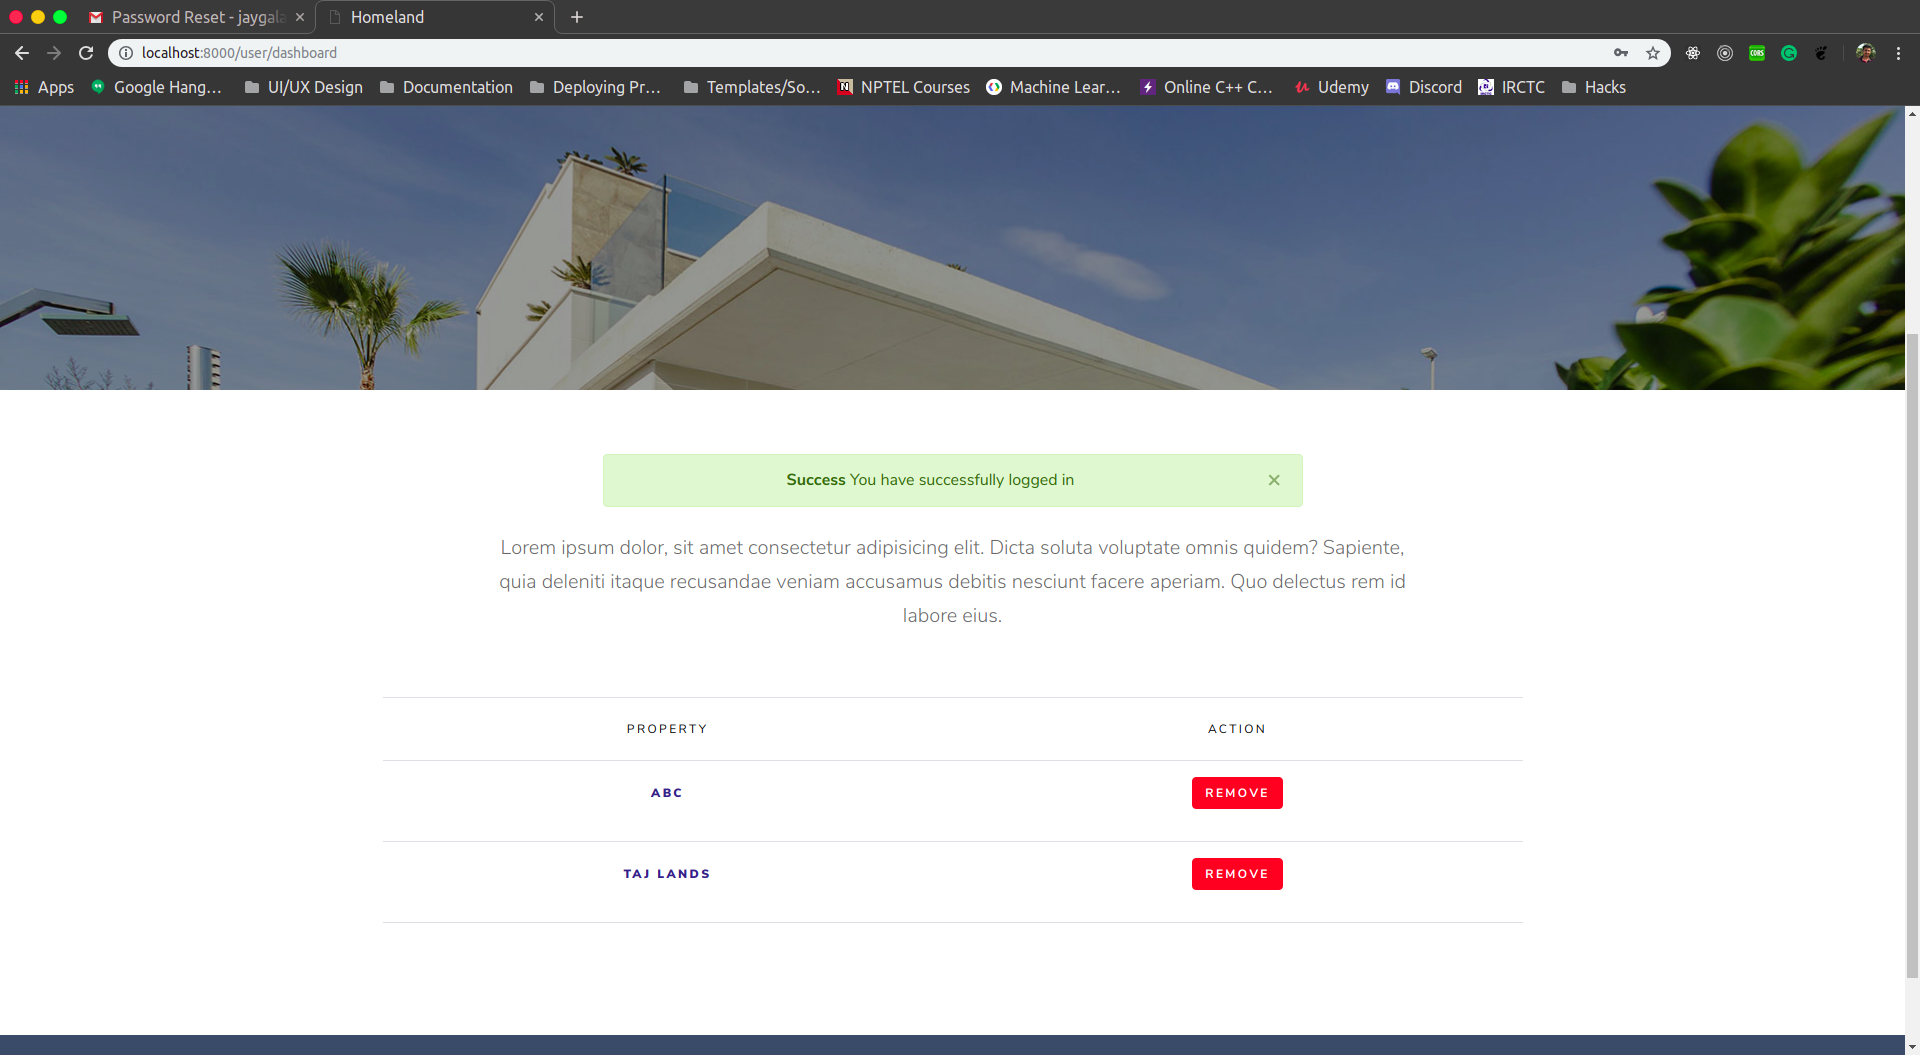 Password Reset - jaygala
Homeland
localhost:8000/user/dashboard
Apps
Google Hang...
UI/UX Design
Documentation
Deploying Pr...
Templates/So...
NPTEL Courses
Machine Lear...
Online C++ C...
Udemy
Discord
IRCTC
Hacks
Success You have successfully logged in
Lorem ipsum dolor, sit amet consectetur adipisicing elit. Dicta soluta voluptate omnis quidem? Sapiente,
quia deleniti itaque recusandae veniam accusamus debitis nesciunt facere aperiam. Quo delectus rem id
labore eius.
PROPERTY ACTION
ABC REMOVE
TAJ LANDS REMOVE